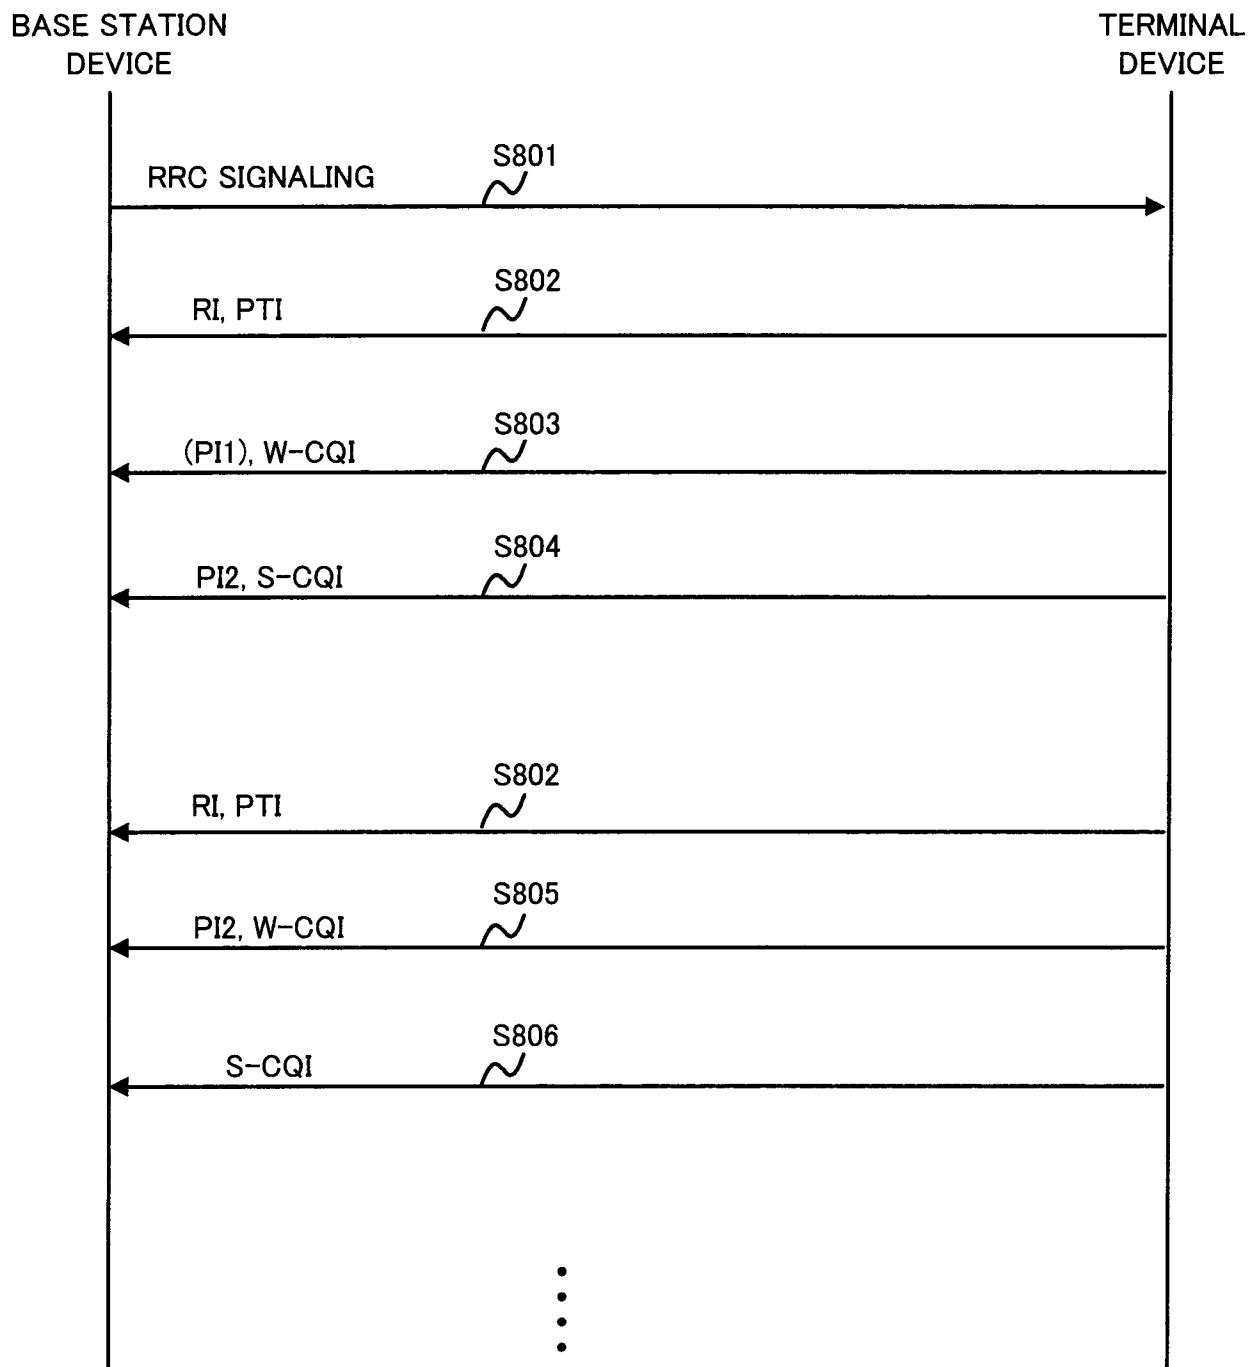 BASE STATION
DEVICE
TERMINAL
DEVICE
S801
RRC SIGNALING
S802
RI, PTI
S803
(PI1), W-CQI
S804
PI2, S-CQI
S802
RI, PTI
S805
PI2, W-CQI
S806
S-CQI